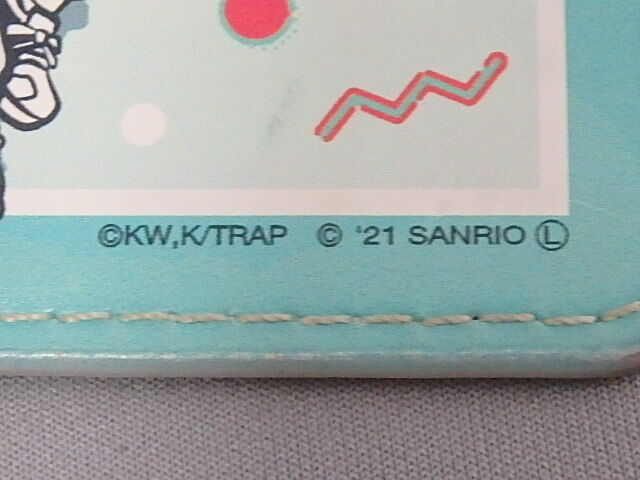 ©KW,K/TRAP © '21 SANRIO Ⓛ